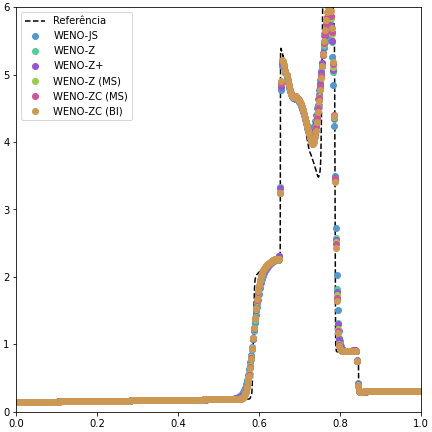 6
5
4
3
2
1
0
Referência
WENO-JS
WENO-Z
WENO-Z+
WENO-Z (MS)
WENO-ZC (MS)
WENO-ZC (BI)
0.0 0.2 0.4 0.6 0.8 1.0